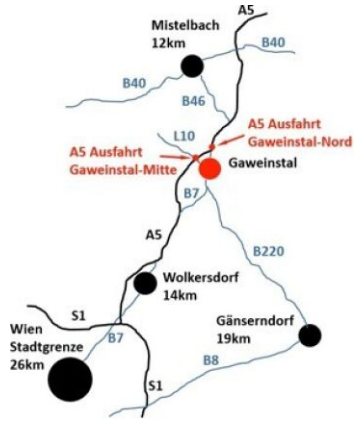 A5
Mistelbach
12km
B40
B40
B46
L10
A5 Ausfahrt
Gaweinstal-Nord
A5 Ausfahrt
Gaweinstal-Mitte
Gaweinstal
B7
A5
B220
Wolkersdorf
14km
S1
Gänserndorf
19km
Wien
Stadtgrenze
26km
B7
B8
S1